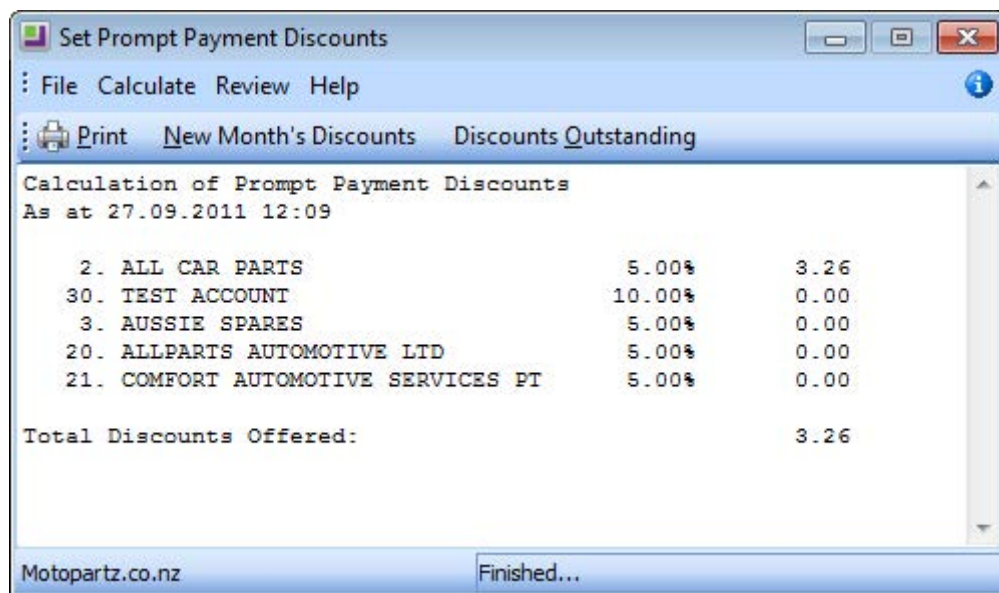 Set Prompt Payment Discounts
File Calculate Review Help
Print New Month's Discounts Discounts Outstanding
Calculation of Prompt Payment Discounts
As at 27.09.2011 12:09
2. ALL CAR PARTS 5.00% 3.26
30. TEST ACCOUNT 10.00% 0.00
3. AUSSIE SPARES 5.00% 0.00
20. ALLPARTS AUTOMOTIVE LTD 5.00% 0.00
21. COMFORT AUTOMOTIVE SERVICES PT 5.00% 0.00
Total Discounts Offered: 3.26
Motopartz.co.nz Finished...